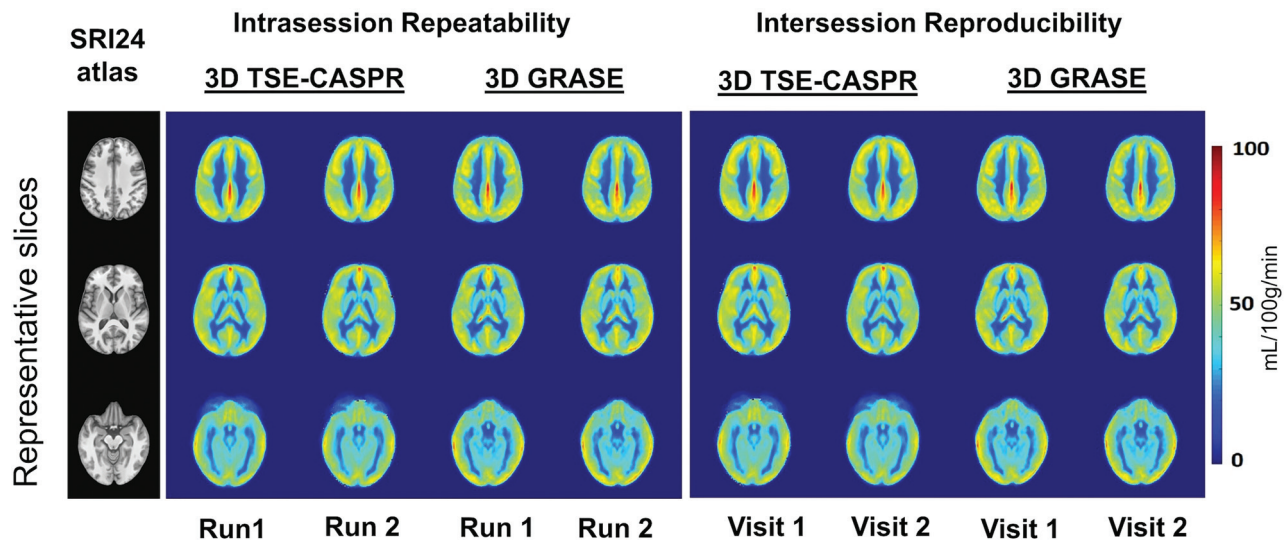 Intrasession Repeatability
Intersession Reproducibility
SRI24
atlas
3D TSE-CASPR
3D GRASE
3D TSE-CASPR
3D GRASE
Representative slices
100
50
0
mL/100g/min
Run1
Run 2
Run 1
Run 2
Visit 1
Visit 2
Visit 1
Visit 2